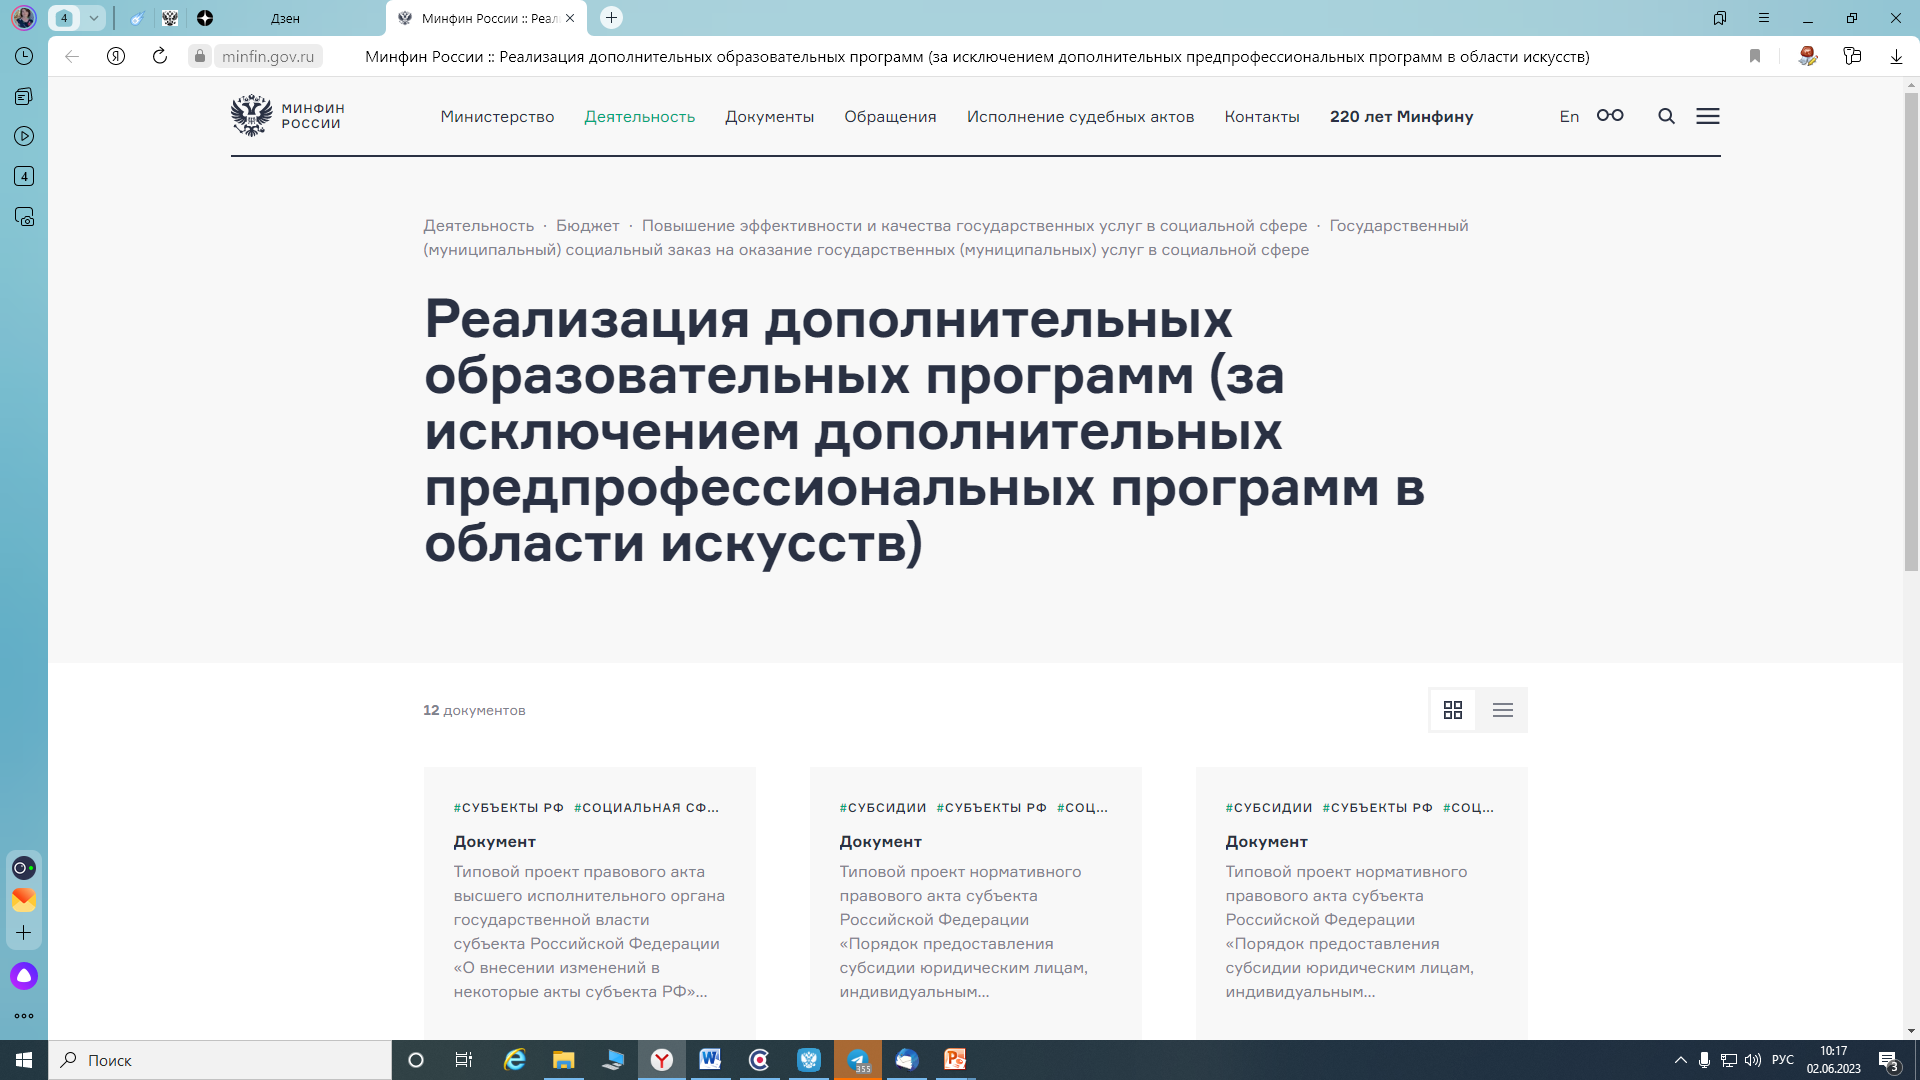 4
Дзен
Минфин России :: Реал
minfin.gov.ru
Минфин России :: Реализация дополнительных образовательных программ (за исключением дополнительных предпрофессиональных программ в области искусств)
4
МИНФИН
РОССИИ
Министерство Деятельность Документы Обращения Исполнение судебных актов Контакты 220 лет Минфину En
Деятельность · Бюджет · Повышение эффективности и качества государственных услуг в социальной сфере · Государственный
(муниципальный) социальный заказ на оказание государственных (муниципальных) услуг в социальной сфере
Реализация дополнительных
образовательных программ (за
исключением дополнительных
предпрофессиональных программ в
области искусств)
12 документов
#СУБЪЕКТЫ РФ #СОЦИАЛЬНАЯ СФ...
Документ
Типовой проект правового акта
высшего исполнительного органа
государственной власти
субъекта Российской Федерации
«О внесении изменений в
некоторые акты субъекта РФ»...
#СУБСИДИИ #СУБЪЕКТЫ РФ #СОЦ...
Документ
Типовой проект нормативного
правового акта субъекта
Российской Федерации
«Порядок предоставления
субсидии юридическим лицам,
индивидуальным...
#СУБСИДИИ #СУБЪЕКТЫ РФ #СОЦ...
Документ
Типовой проект нормативного
правового акта субъекта
Российской Федерации
«Порядок предоставления
субсидии юридическим лицам,
индивидуальным...
Поиск
355
РУС
10:17
02.06.2023
3